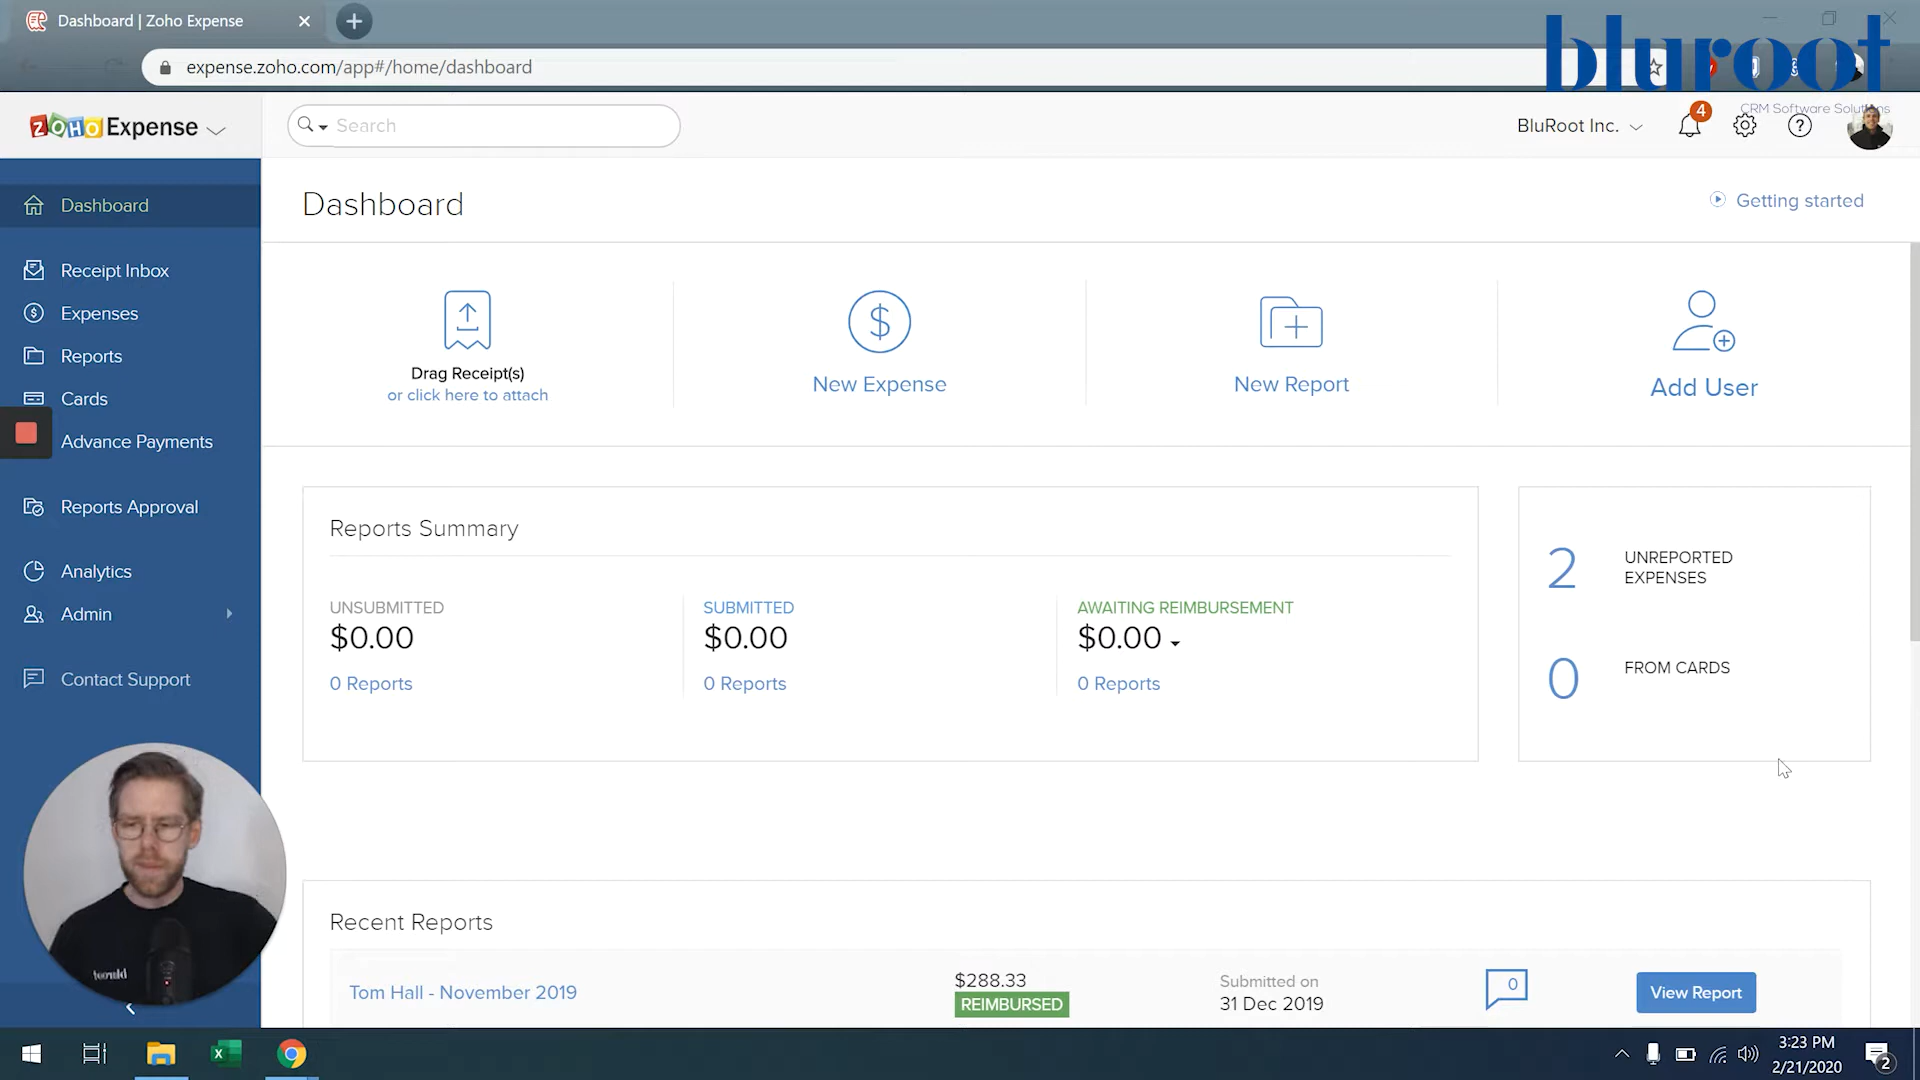 Dashboard | Zoho Expense
expense.zoho.com/app#/home/dashboard
bluroot
CRM Software Solutions
ZOHO Expense
Search
BluRoot Inc.
4
Dashboard
Receipt Inbox
Expenses
Reports
Cards
Advance Payments
Reports Approval
Analytics
Admin
Contact Support
Dashboard
Getting started
Drag Receipt(s)
or click here to attach
New Expense
New Report
Add User
Reports Summary
UNSUBMITTED
$0.00
0 Reports
SUBMITTED
$0.00
0 Reports
AWAITING REIMBURSEMENT
$0.00
0 Reports
2
UNREPORTED
EXPENSES
0
FROM CARDS
Recent Reports
Tom Hall - November 2019
$288.33
REIMBURSED
Submitted on
31 Dec 2019
0
View Report
3:23 PM
2/21/2020
2